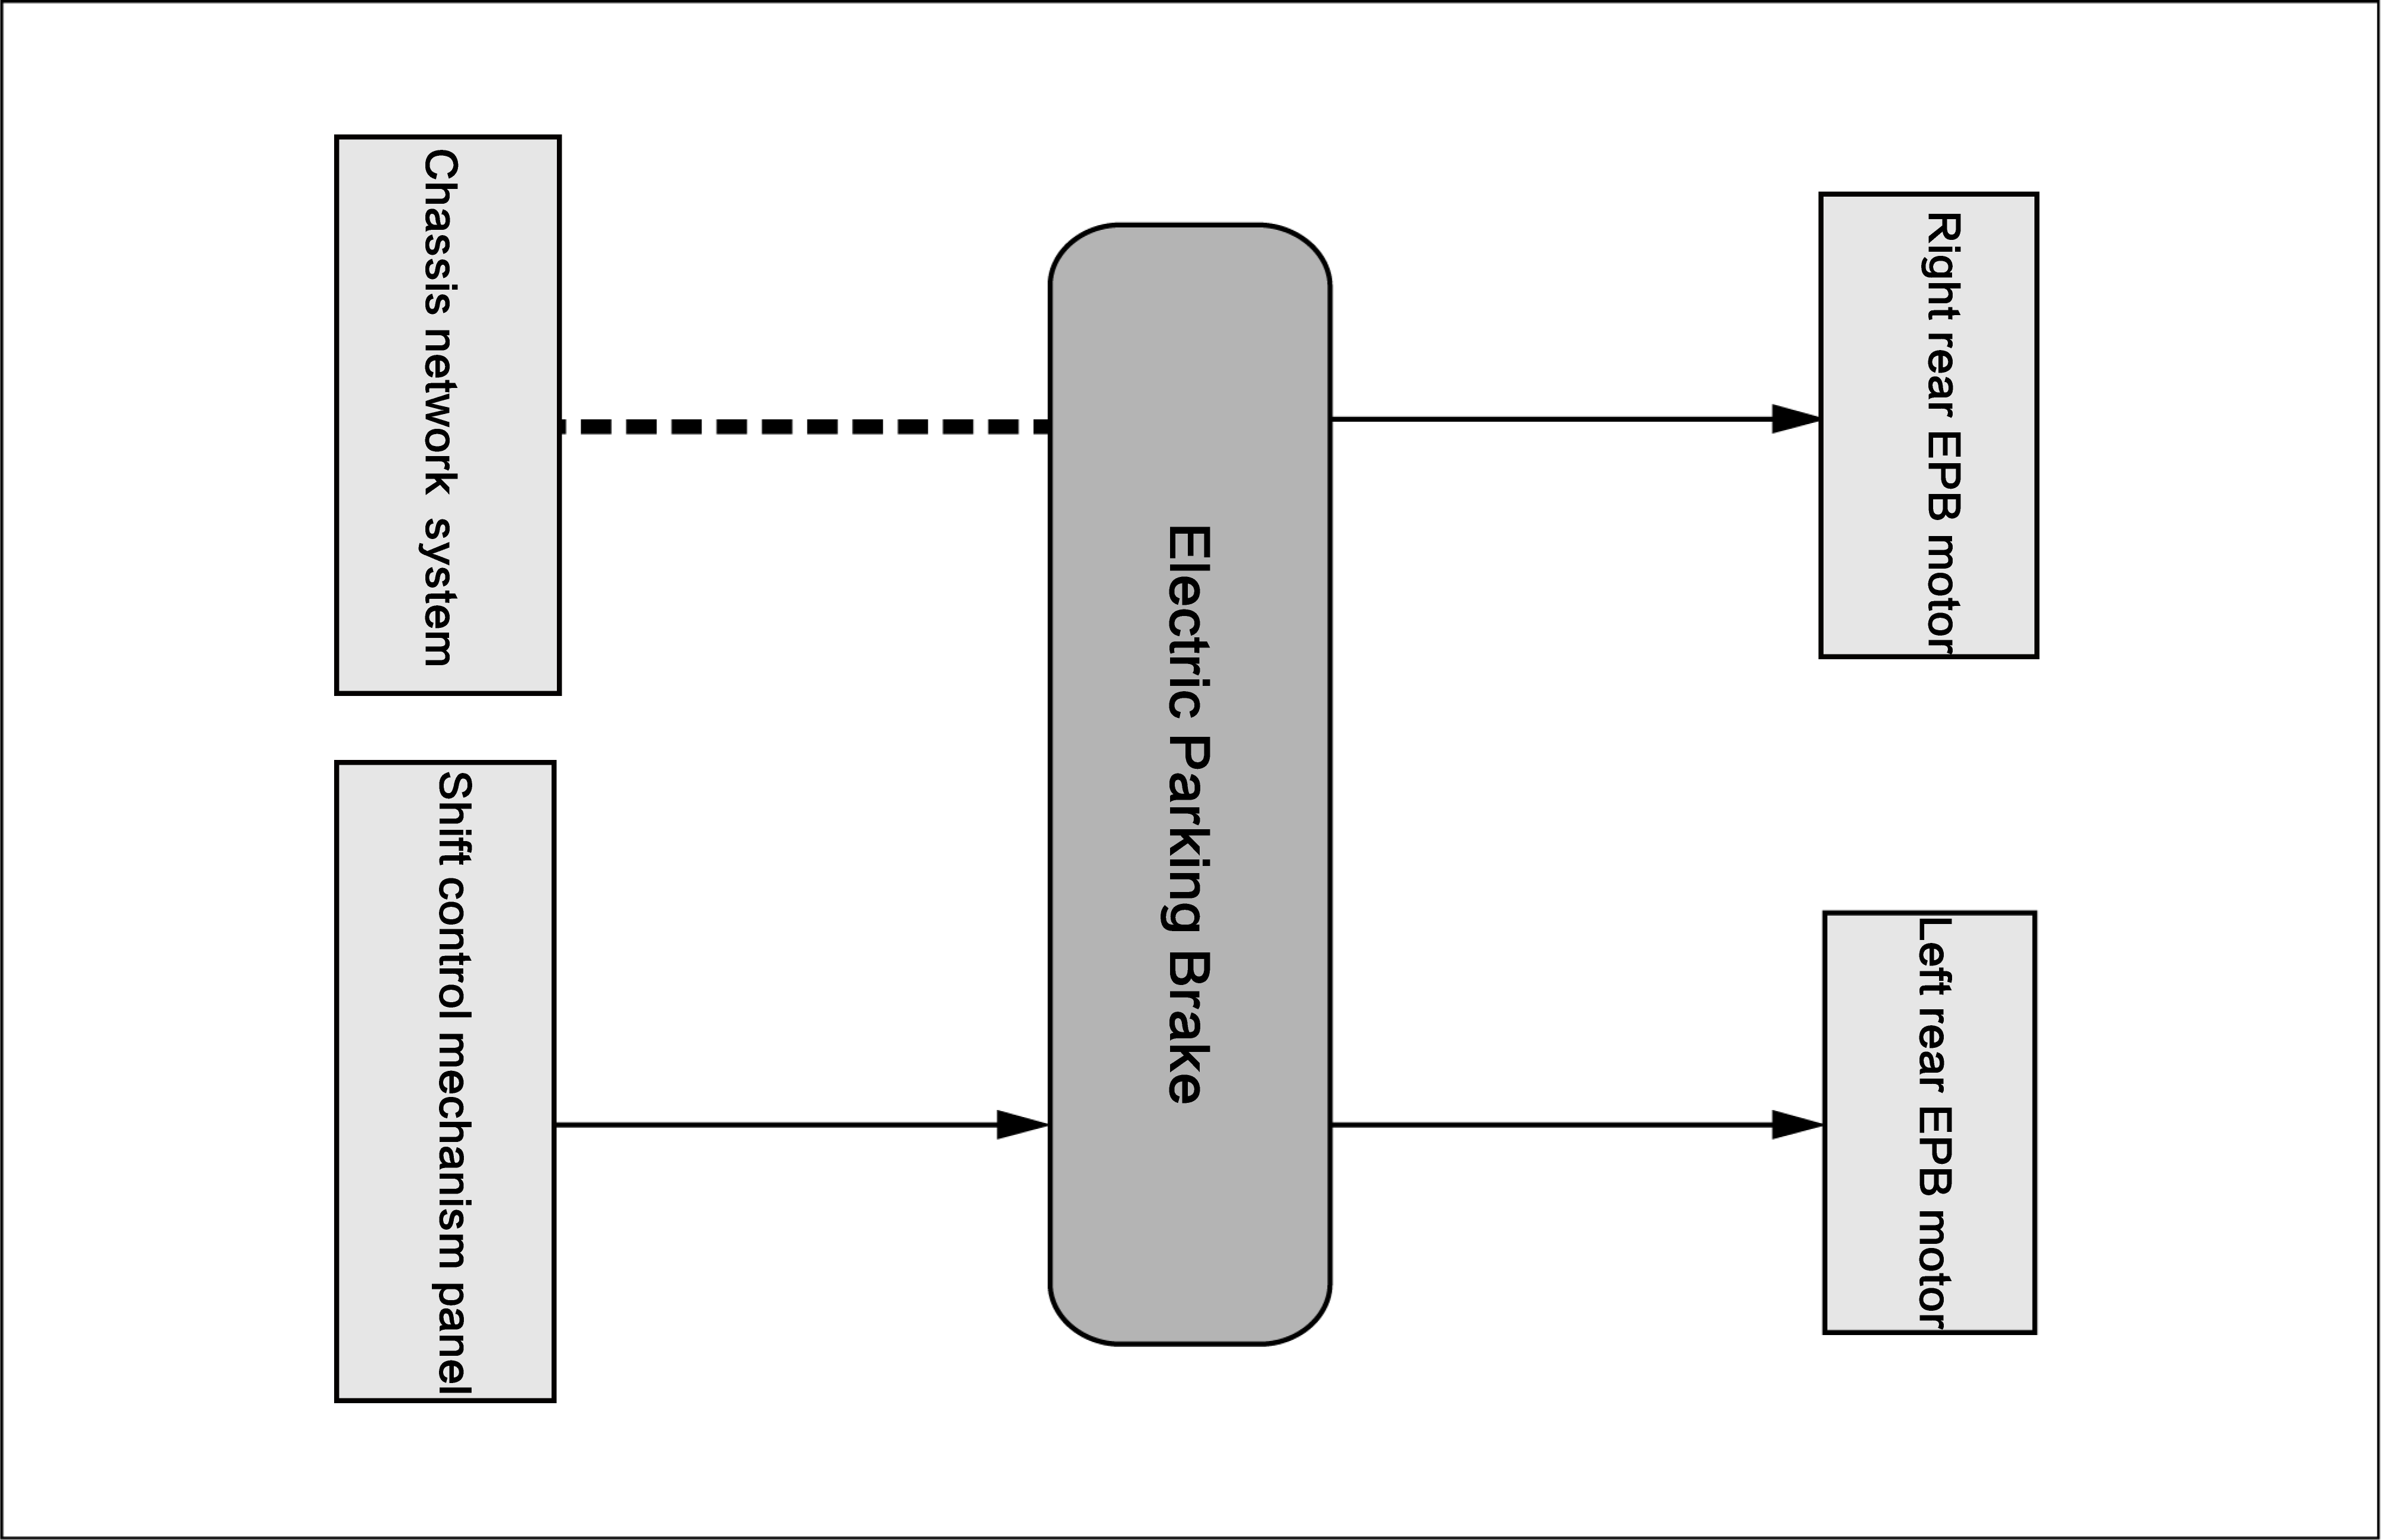 Chassis network  system
Shift control mechanism panel
Electric Parking Brake
Right rear EPB motor
Left rear EPB motor